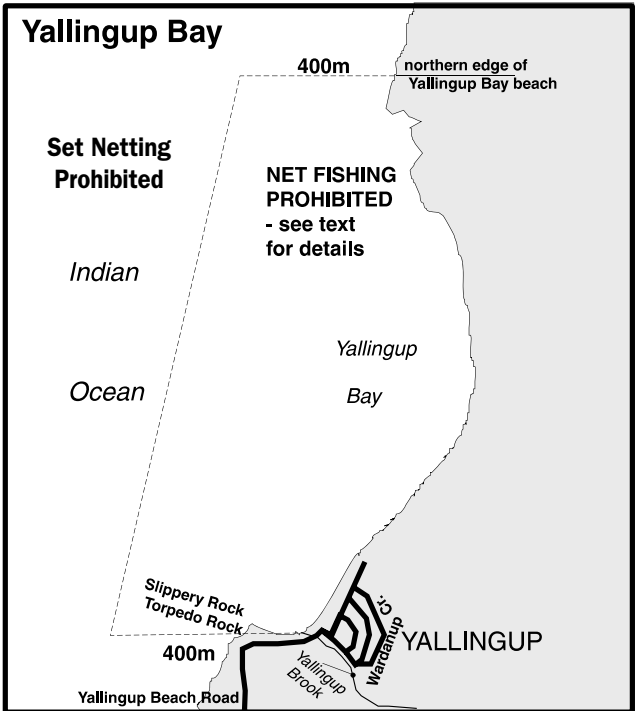 Yallingup Bay
400m
northern edge of
Yallingup Bay beach
Set Netting
Prohibited
NET FISHING
PROHIBITED
- see text
for details
Indian
Yallingup
Ocean
Bay
Slippery Rock
Torpedo Rock
400m
Wardanup Cr.
YALLINGUP
Yallingup
Brook
Yallingup Beach Road